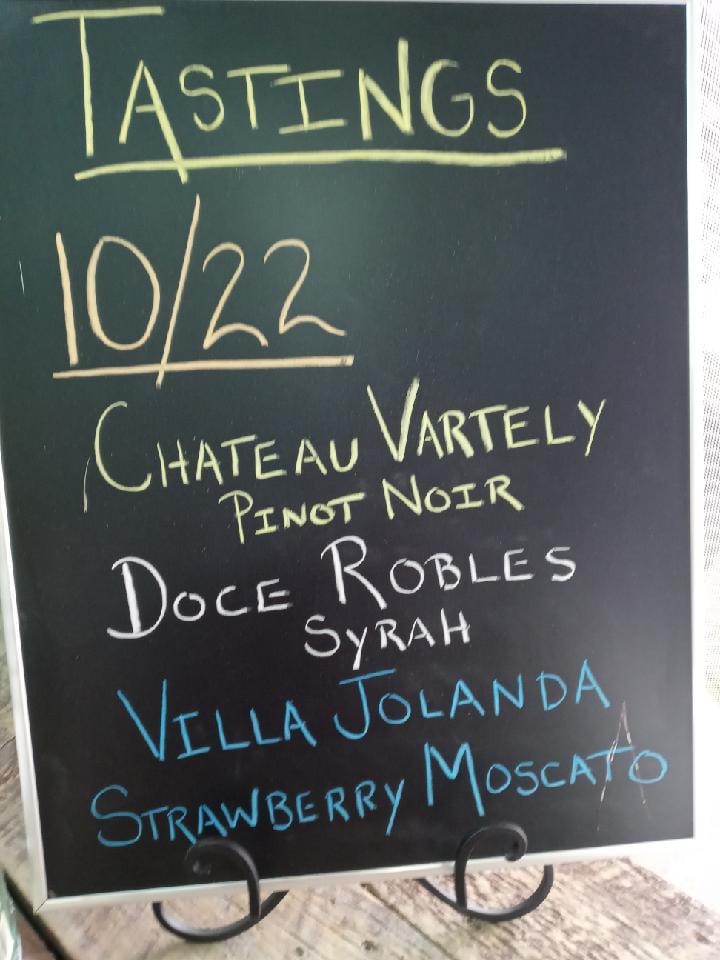 TASTINGS
10/22
CHATEAU VARTELY
PINOT NOIR
DOCE ROBLES
SYRAH
VILLA JOLANDA
STRAWBERRY MOSCATO